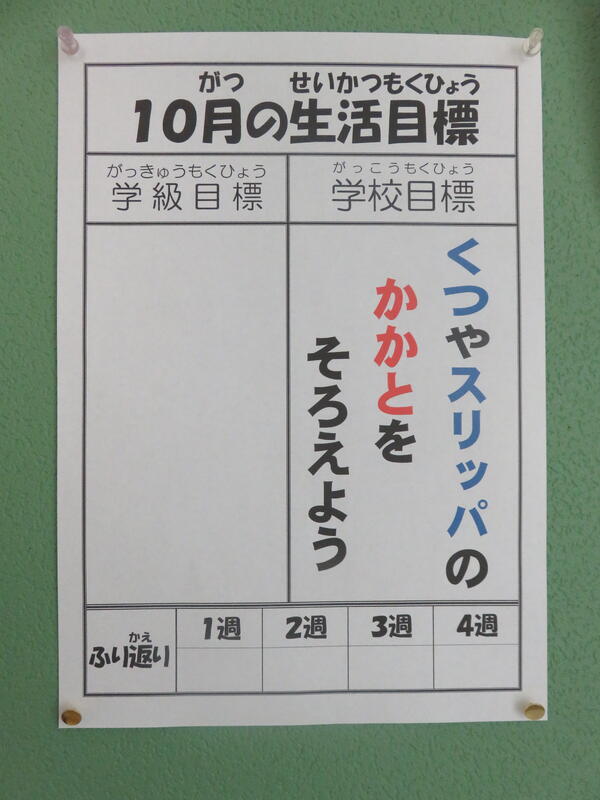 がつ せいかつもくひょう
10月の生活目標
がっきゅうもくひょう
学級目標
がっこうもくひょう
学校目標
くつやスリッパの
かかとを
そろえよう
かえ
ふり返り
1週
2週
3週
4週